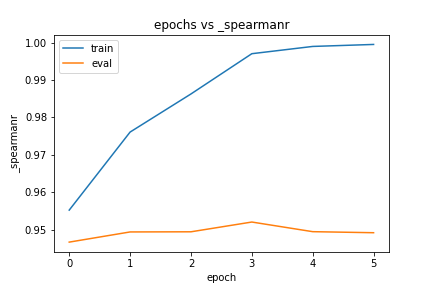 epochs vs _spearmanr
train
eval
_spearmanr
1.00
0.99
0.98
0.97
0.96
0.95
0 1 2 3 4 5
epoch